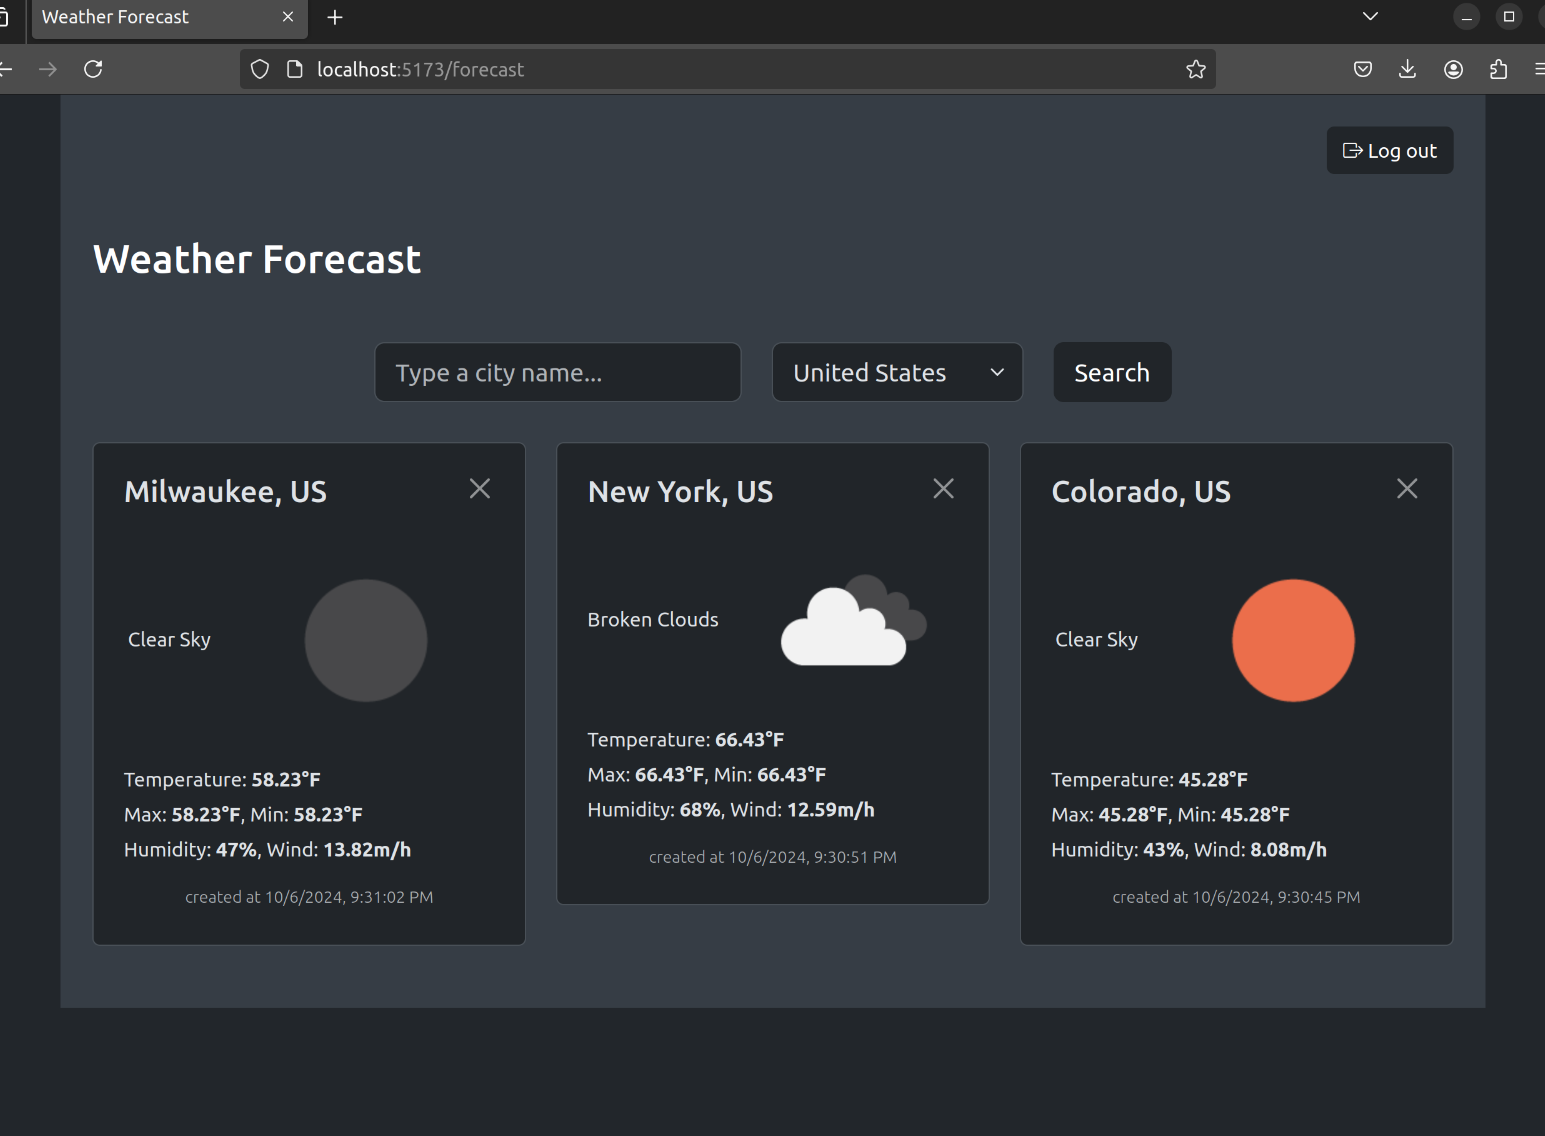 Weather Forecast
localhost:5173/forecast
Log out
Weather Forecast
Type a city name...
United States
Search
Milwaukee, US
Clear Sky
Temperature: 58.23°F
Max: 58.23°F, Min: 58.23°F
Humidity: 47%, Wind: 13.82m/h
created at 10/6/2024, 9:31:02 PM
New York, US
Broken Clouds
Temperature: 66.43°F
Max: 66.43°F, Min: 66.43°F
Humidity: 68%, Wind: 12.59m/h
created at 10/6/2024, 9:30:51 PM
Colorado, US
Clear Sky
Temperature: 45.28°F
Max: 45.28°F, Min: 45.28°F
Humidity: 43%, Wind: 8.08m/h
created at 10/6/2024, 9:30:45 PM